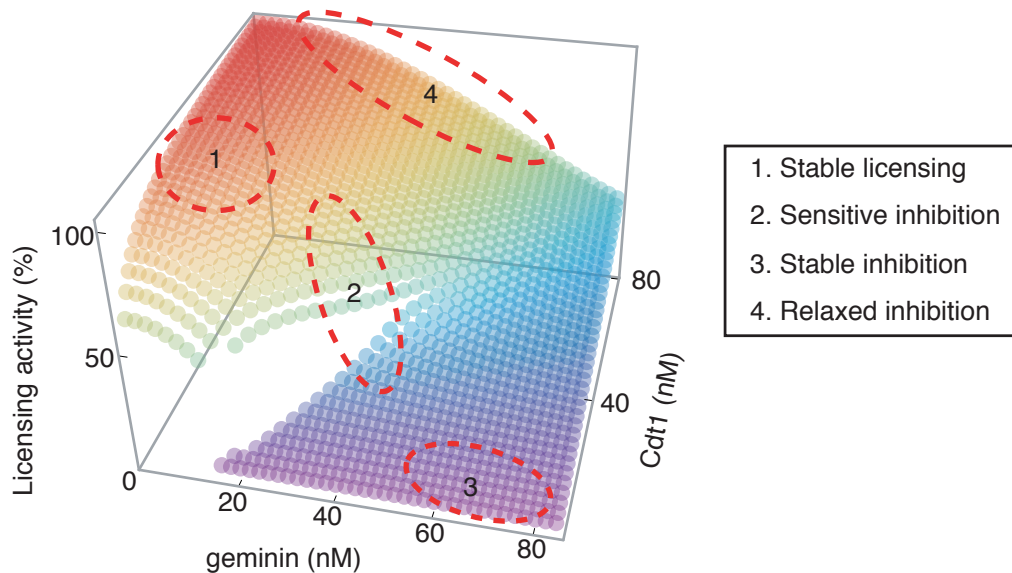 Licensing activity (%)
100
50
0
20
40
60
80
geminin (nM)
40
80
Cdt1 (nM)
1
2
3
4
1. Stable licensing
2. Sensitive inhibition
3. Stable inhibition
4. Relaxed inhibition